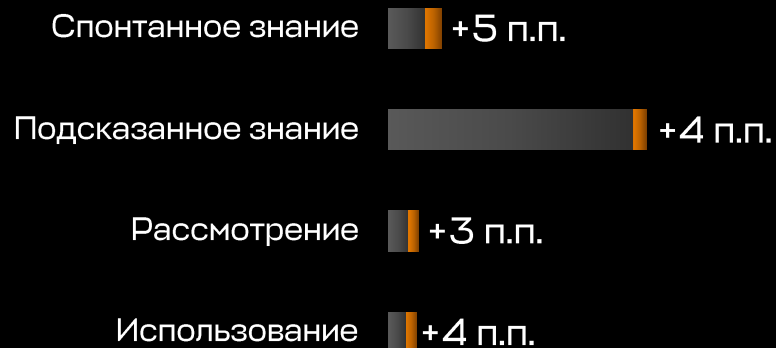 Спонтанное знание +5 п.п.
Подсказанное знание +4 п.п.
Рассмотрение +3 п.п.
Использование +4 п.п.